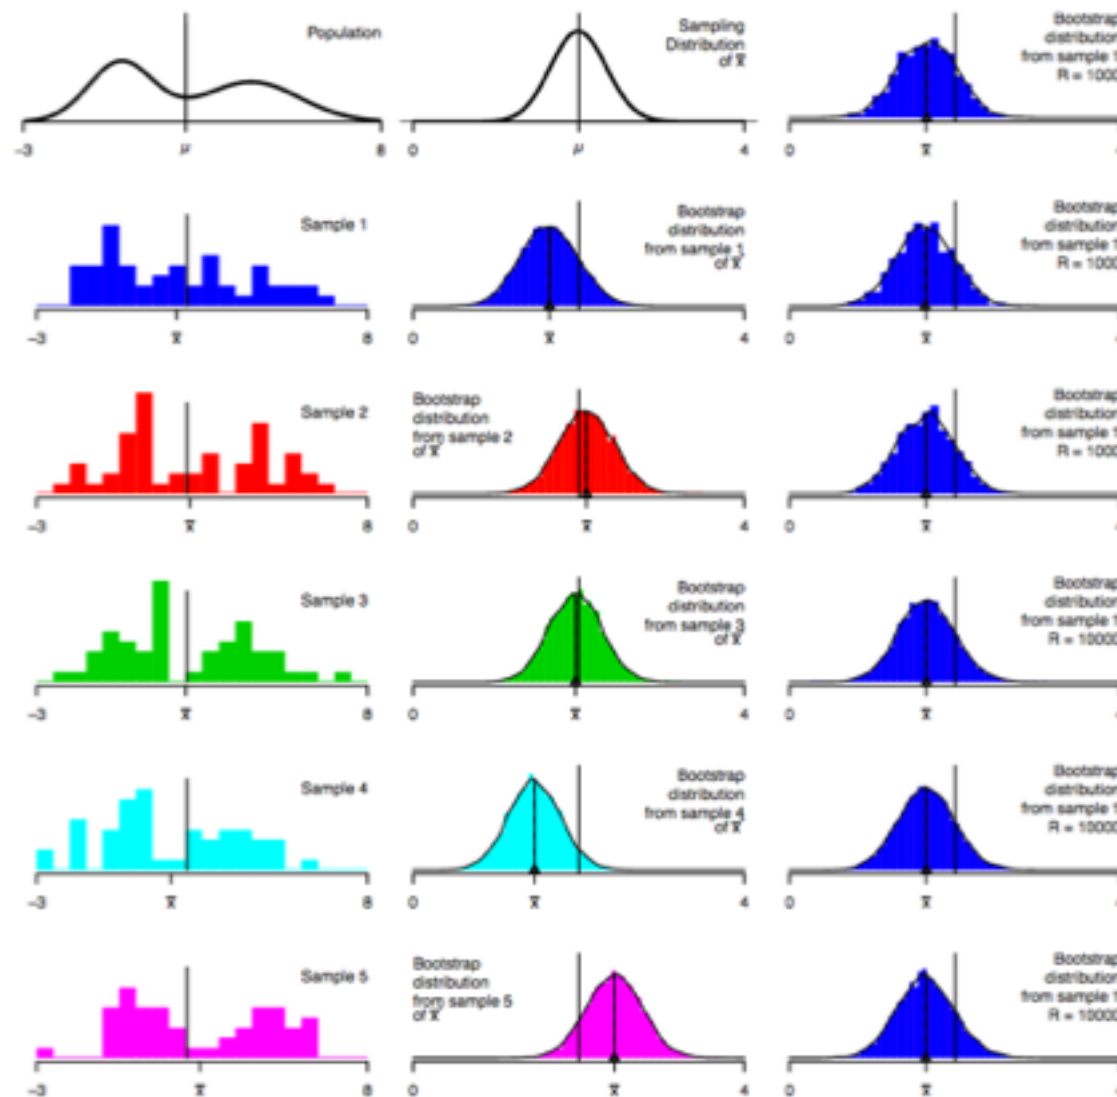 Population
−3 μ 8
Sampling
Distribution
of x̄
0 μ 4
Bootstrap
distribution
from sample 1
R = 1000
0 x̄
Sample 1
−3 x̄ 8
Bootstrap
distribution
from sample 1
of x̄
0 x̄ 4
Bootstrap
distribution
from sample 1
R = 1000
0 x̄
Sample 2
−3 x̄ 8
Bootstrap
distribution
from sample 2
of x̄
0 x̄ 4
Bootstrap
distribution
from sample 1
R = 1000
0 x̄
Sample 3
−3 x̄ 8
Bootstrap
distribution
from sample 3
of x̄
0 x̄ 4
Bootstrap
distribution
from sample 1
R = 10000
0 x̄
Sample 4
−3 x̄ 8
Bootstrap
distribution
from sample 4
of x̄
0 x̄ 4
Bootstrap
distribution
from sample 1
R = 10000
0 x̄
Sample 5
−3 x̄ 8
Bootstrap
distribution
from sample 5
of x̄
0 x̄ 4
Bootstrap
distribution
from sample 1
R = 10000
0 x̄